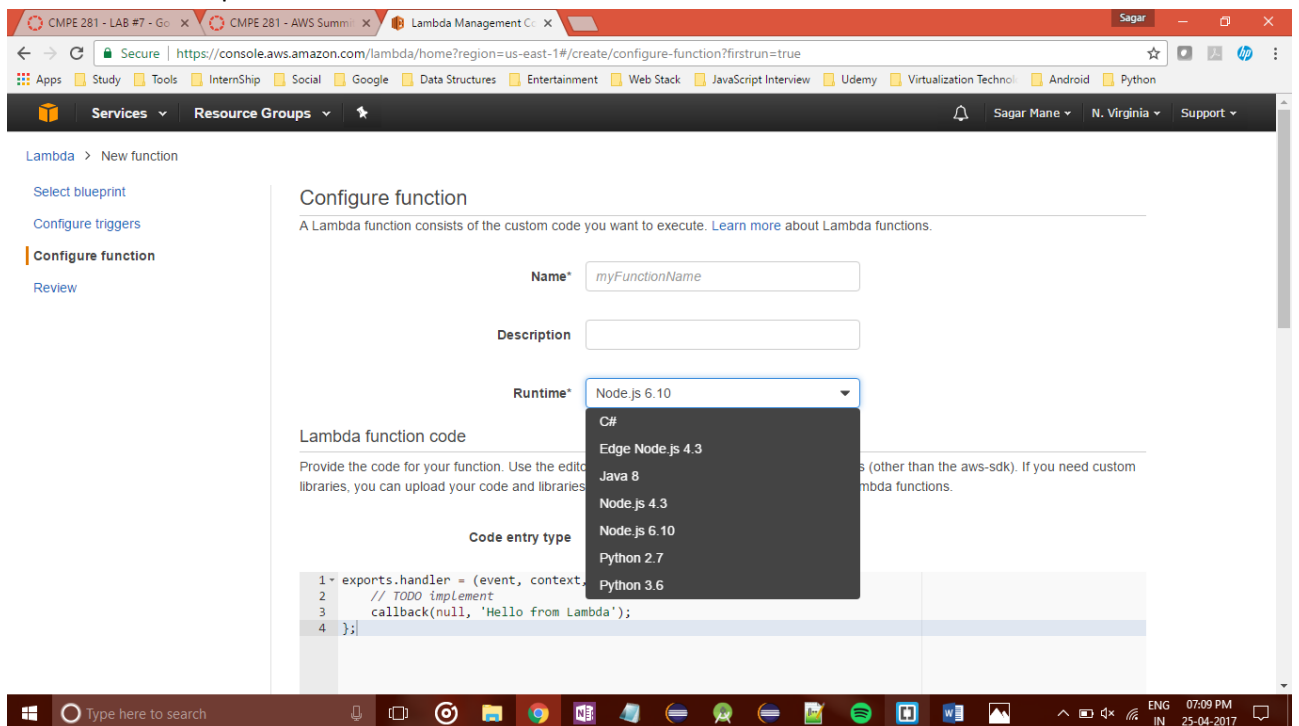 CMPE 281 - LAB #7 - Go
CMPE 281 - AWS Summi
Lambda Management Co
Sagar
Secure | https://console.aws.amazon.com/lambda/home?region=us-east-1#/create/configure-function?firstrun=true
Apps Study Tools InternShip Social Google Data Structures Entertainment Web Stack JavaScript Interview Udemy Virtualization Technol Android Python
Services Resource Groups Sagar Mane N. Virginia Support
Lambda > New function
Select blueprint
Configure triggers
Configure function
Review
Configure function
A Lambda function consists of the custom code you want to execute. Learn more about Lambda functions.
Name* myFunctionName
Description
Runtime* Node.js 6.10
C#
Edge Node.js 4.3
Java 8
Node.js 4.3
Node.js 6.10
Python 2.7
Python 3.6
Lambda function code
Provide the code for your function. Use the edito s (other than the aws-sdk). If you need custom
libraries, you can upload your code and libraries mbda functions.
Code entry type
1 exports.handler = (event, context,
2 // TODO implement
3 callback(null, 'Hello from Lambda');
4 };
Type here to search
ENG 07:09 PM
IN 25-04-2017